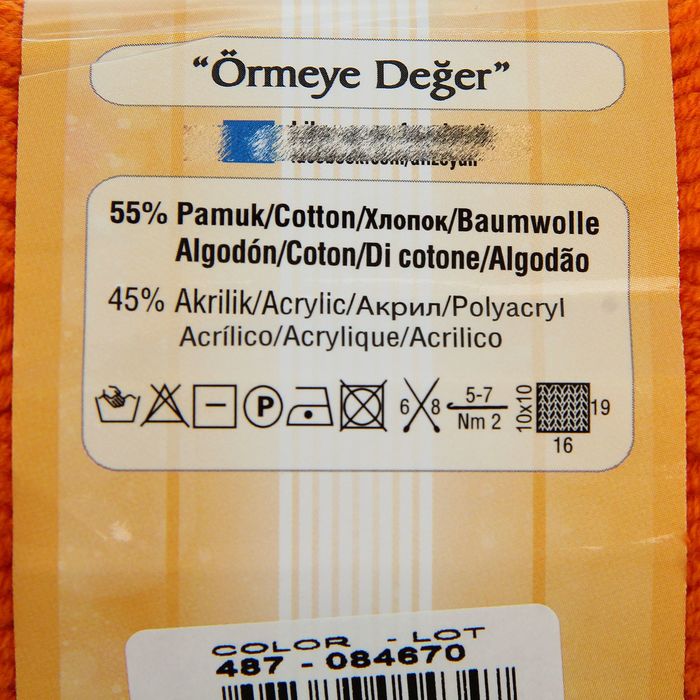 “Örmeye Değer”
55% Pamuk/Cotton/Хлопок/Baumwolle
Algodón/Coton/Di cotone/Algodão
45% Akrilik/Acrylic/Акрил/Polyacryl
Acrílico/Acrylique/Acrilico
P 6 8 5-7 Nm 2 10x10 19
16
COLOR - LOT
487 - 084670